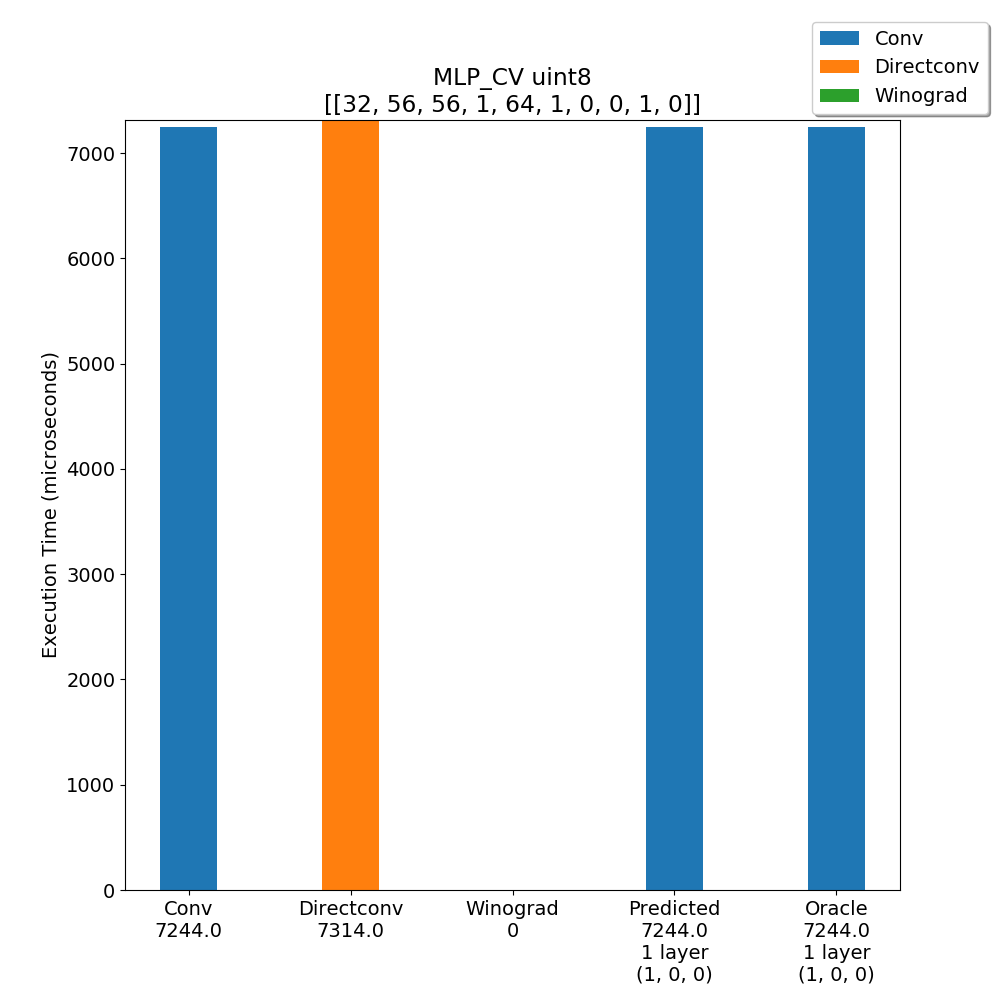 Conv
Directconv
Winograd
MLP_CV uint8
[[32, 56, 56, 1, 64, 1, 0, 0, 1, 0]]
Execution Time (microseconds)
7000
6000
5000
4000
3000
2000
1000
0
Conv
7244.0
Directconv
7314.0
Winograd
0
Predicted
7244.0
1 layer
(1, 0, 0)
Oracle
7244.0
1 layer
(1, 0, 0)